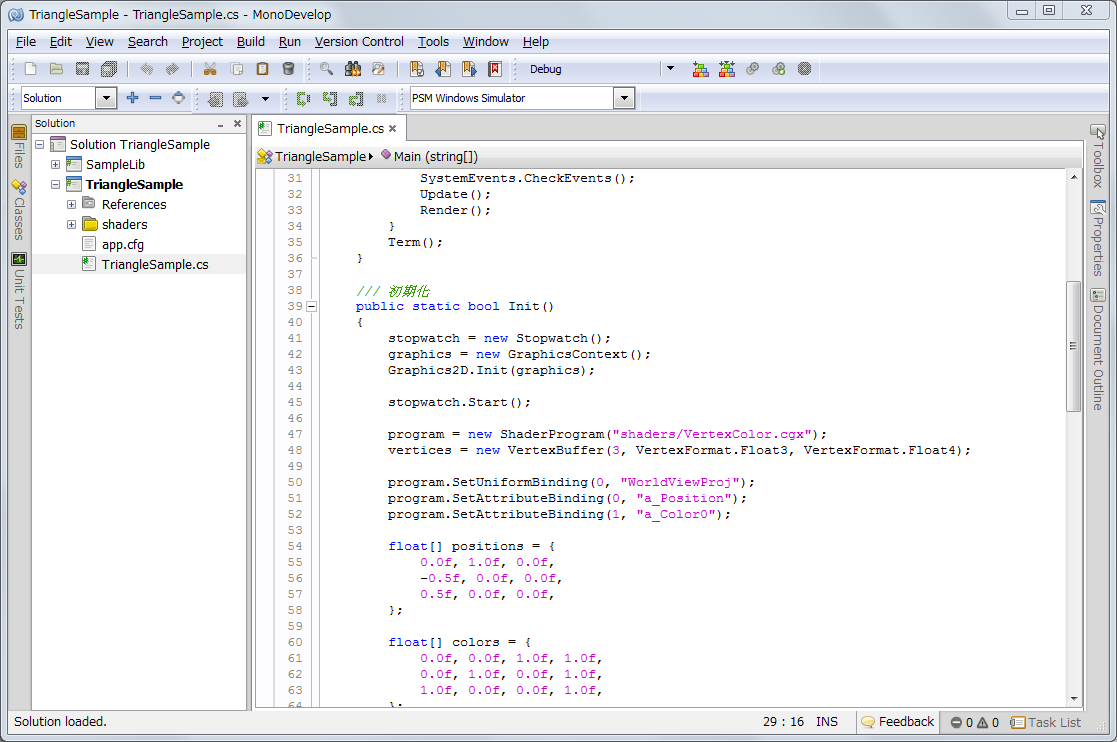 TriangleSample - TriangleSample.cs - MonoDevelop
File Edit View Search Project Build Run Version Control Tools Window Help
Debug
Solution PSM Windows Simulator
Files
Classes
Unit Tests
Solution
Solution TriangleSample
SampleLib
TriangleSample
References
shaders
app.cfg
TriangleSample.cs
TriangleSample.cs
TriangleSample Main (string[])
31 SystemEvents.CheckEvents();
32 Update();
33 Render();
34 }
35 Term();
36 }
37
38 /// 初期化
39 public static bool Init()
40 {
41 stopwatch = new Stopwatch();
42 graphics = new GraphicsContext();
43 Graphics2D.Init(graphics);
44
45 stopwatch.Start();
46
47 program = new ShaderProgram("shaders/VertexColor.cgx");
48 vertices = new VertexBuffer(3, VertexFormat.Float3, VertexFormat.Float4);
49
50 program.SetUniformBinding(0, "WorldViewProj");
51 program.SetAttributeBinding(0, "a_Position");
52 program.SetAttributeBinding(1, "a_Color0");
53
54 float[] positions = {
55 0.0f, 1.0f, 0.0f,
56 -0.5f, 0.0f, 0.0f,
57 0.5f, 0.0f, 0.0f,
58 };
59
60 float[] colors = {
61 0.0f, 0.0f, 1.0f, 1.0f,
62 0.0f, 1.0f, 0.0f, 1.0f,
63 1.0f, 0.0f, 0.0f, 1.0f,
64 };
Toolbox
Properties
Document Outline
Solution loaded. 29 : 16 INS Feedback 0 0 Task List